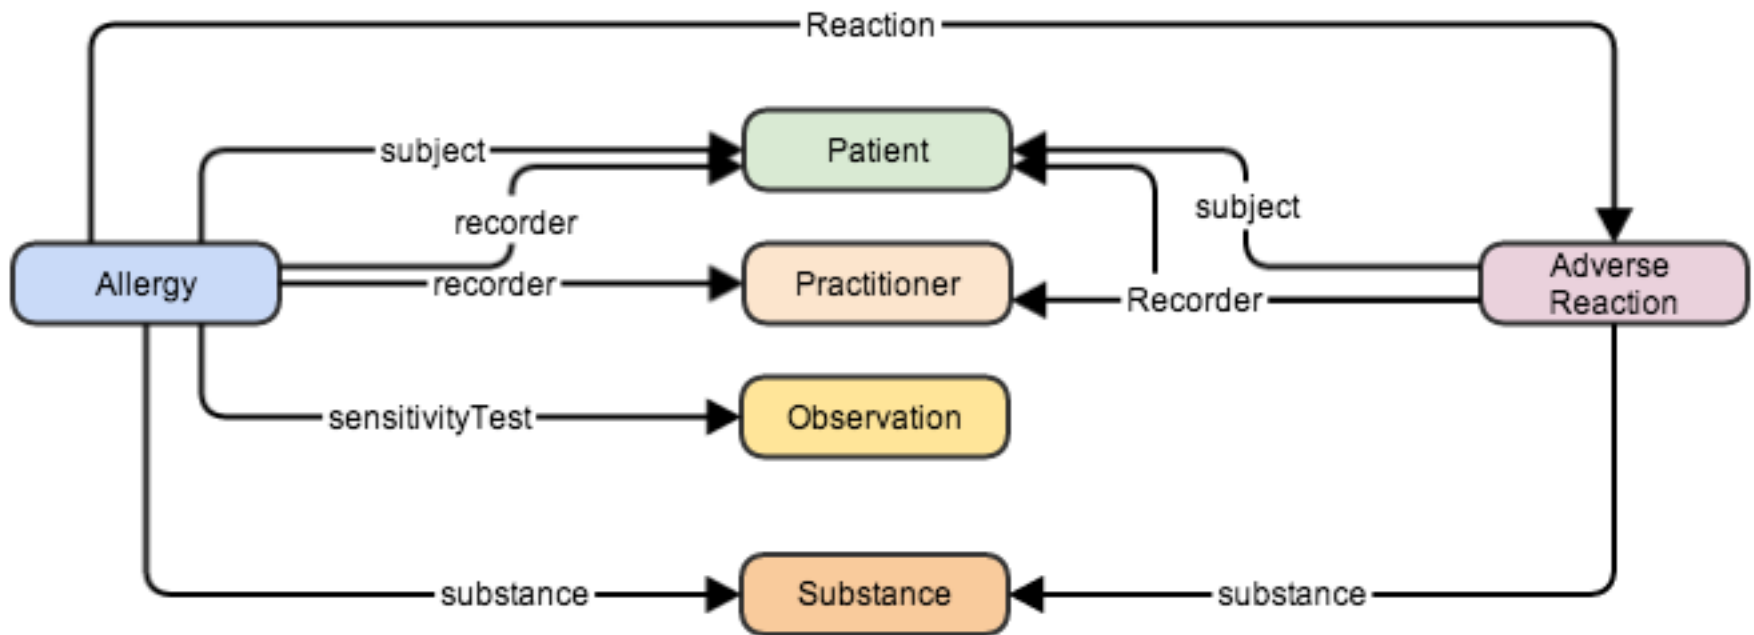 Reaction
subject
Patient
recorder
subject
Allergy
recorder
Practitioner
Recorder
Adverse
Reaction
sensitivityTest
Observation
substance
Substance
substance